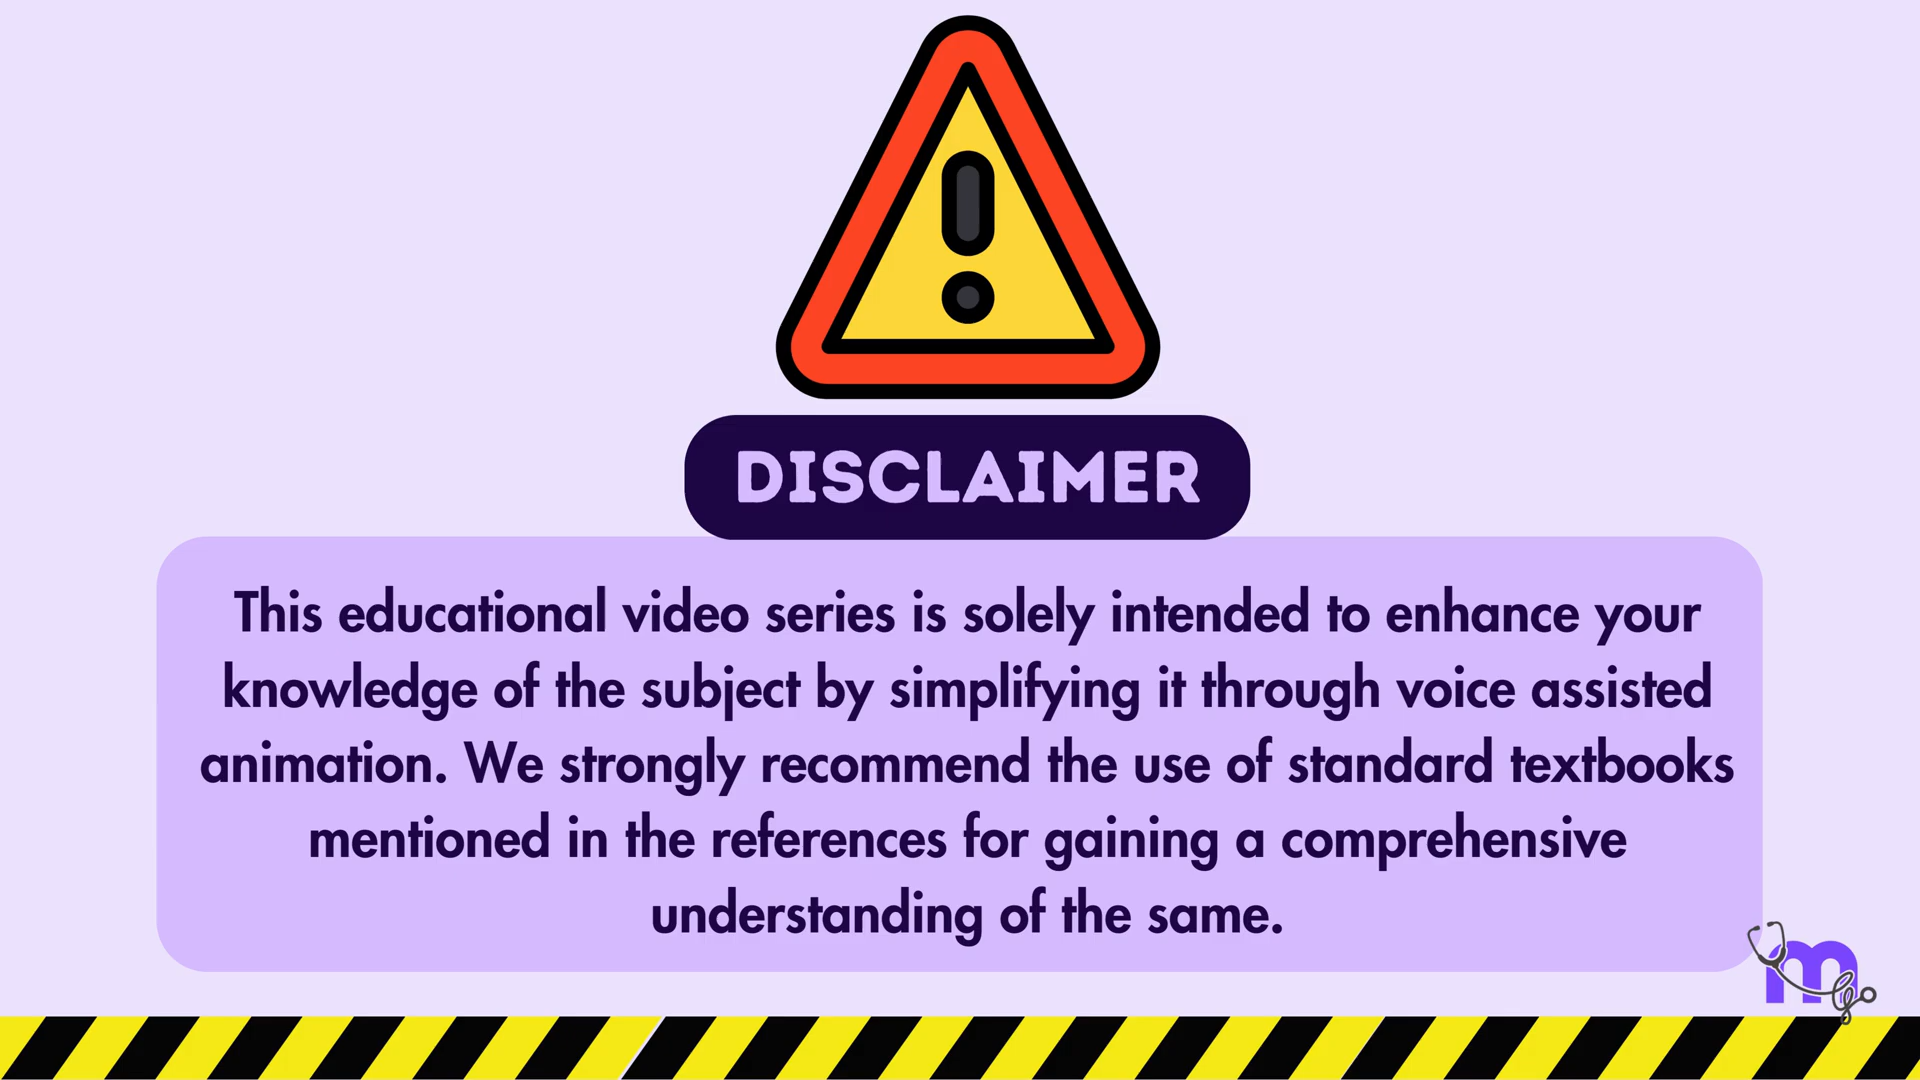 DISCLAIMER
This educational video series is solely intended to enhance your
knowledge of the subject by simplifying it through voice assisted
animation. We strongly recommend the use of standard textbooks
mentioned in the references for gaining a comprehensive
understanding of the same.
m
go